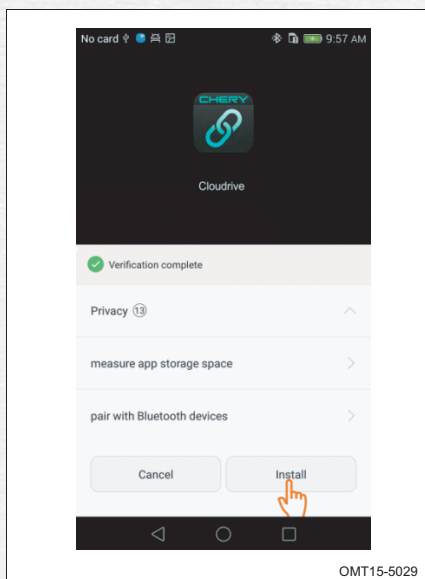 No card 9:57 AM
CHERY
Cloudrive
Verification complete
Privacy 13
measure app storage space
pair with Bluetooth devices
Cancel Install
OMT15-5029